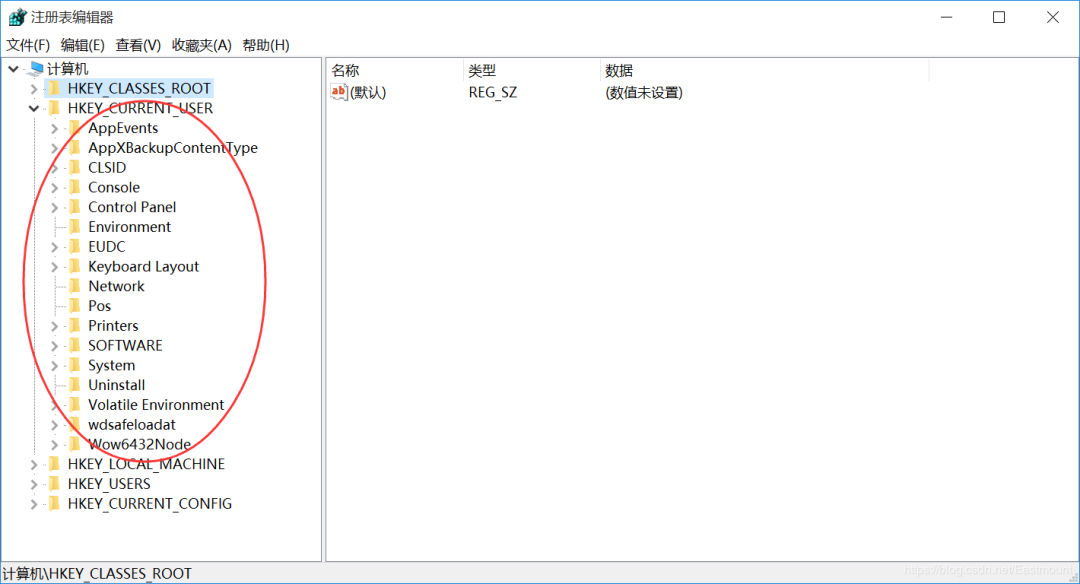 注册表编辑器
文件(F) 编辑(E) 查看(V) 收藏夹(A) 帮助(H)
计算机
HKEY_CLASSES_ROOT
HKEY_CURRENT_USER
AppEvents
AppXBackupContentType
CLSID
Console
Control Panel
Environment
EUDC
Keyboard Layout
Network
Pos
Printers
SOFTWARE
System
Uninstall
Volatile Environment
wdsafeloadat
Wow6432Node
HKEY_LOCAL_MACHINE
HKEY_USERS
HKEY_CURRENT_CONFIG
名称 类型 数据
ab (默认) REG_SZ (数值未设置)
计算机\HKEY_CLASSES_ROOT
https://blog.csdn.net/Eastmount